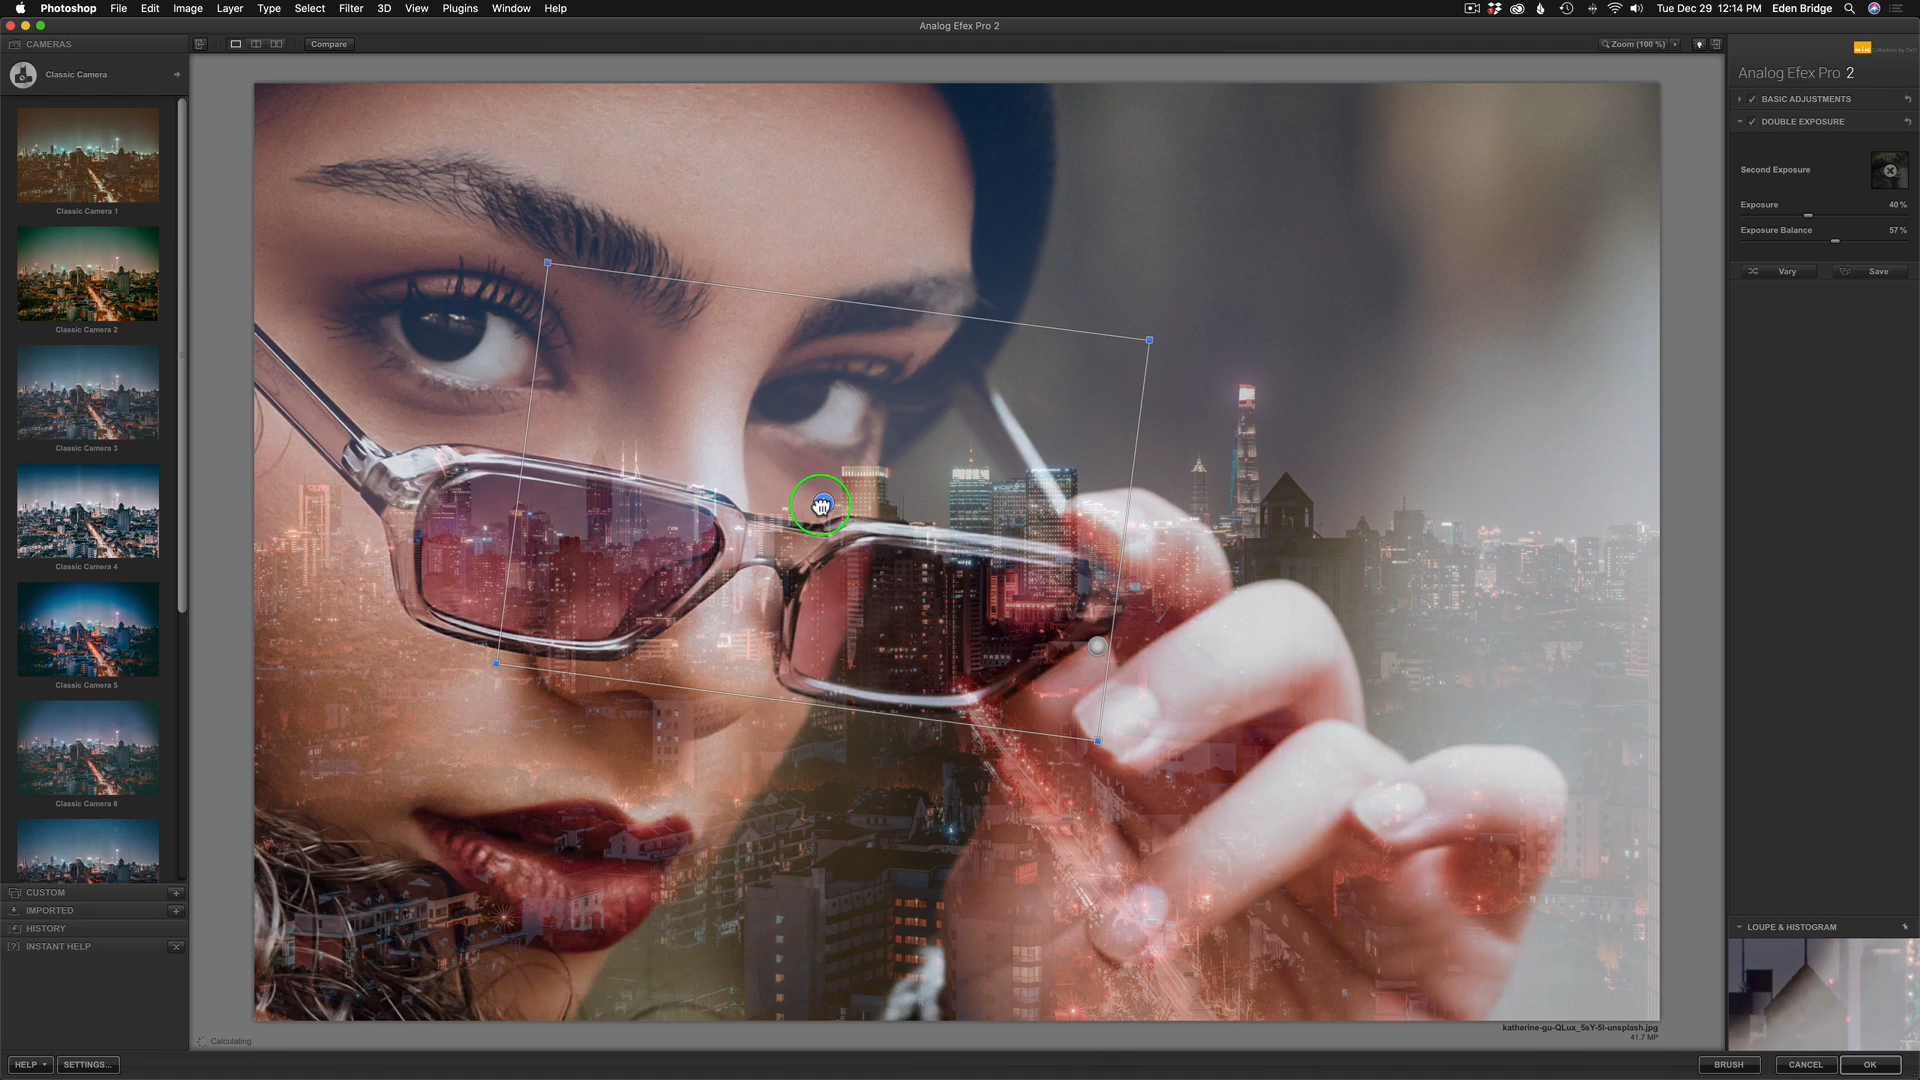 Photoshop File Edit Image Layer Type Select Filter 3D View Plugins Window Help
Tue Dec 29 12:14 PM Eden Bridge
Analog Efex Pro 2
CAMERAS
Compare
Zoom (100 %)
Classic Camera
Classic Camera 1
Classic Camera 2
Classic Camera 3
Classic Camera 4
Classic Camera 5
Classic Camera 6
CUSTOM
IMPORTED
HISTORY
INSTANT HELP
HELP
SETTINGS...
Calculating
katherine-gu-QLux_5sY-5I-unsplash.jpg
41.7 MP
Collection by DxO
Analog Efex Pro 2
BASIC ADJUSTMENTS
DOUBLE EXPOSURE
Second Exposure
Exposure 40 %
Exposure Balance 57 %
Vary Save
LOUPE & HISTOGRAM
BRUSH CANCEL OK